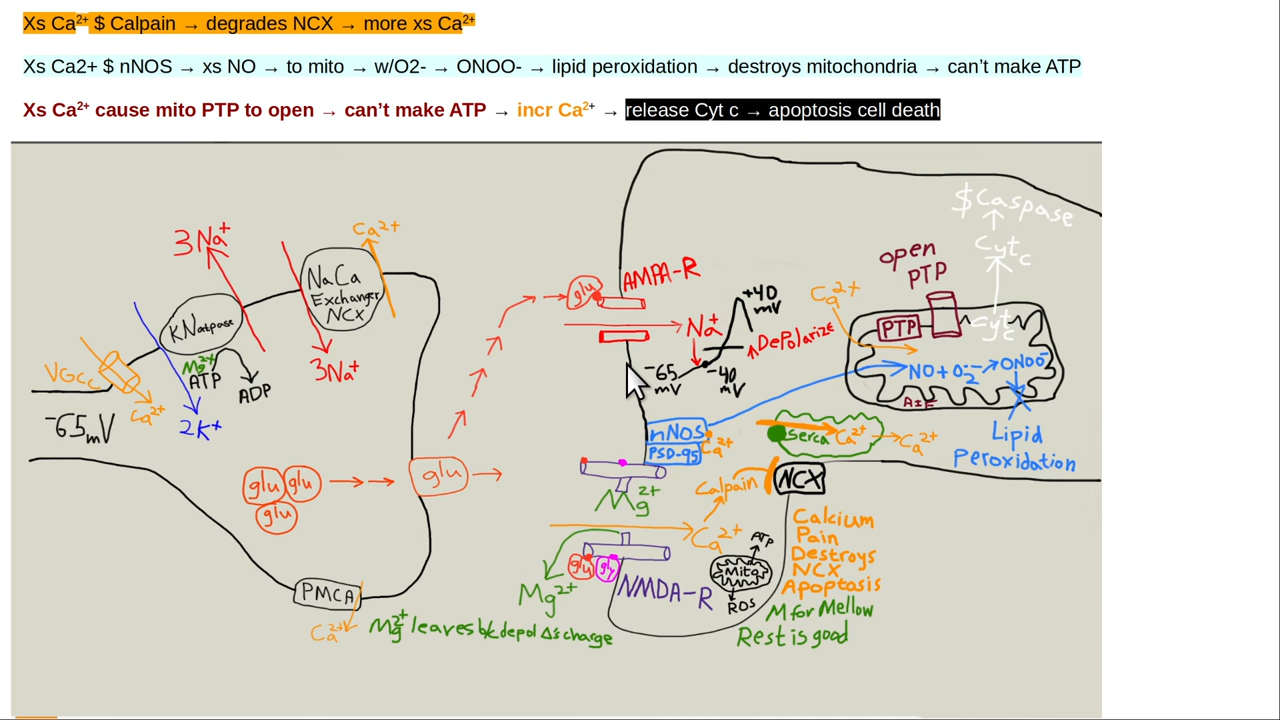 Xs Ca2+ $ Calpain → degrades NCX → more xs Ca2+
Xs Ca2+ $ nNOS → xs NO → to mito → w/O2- → ONOO- → lipid peroxidation → destroys mitochondria → can’t make ATP
Xs Ca2+ cause mito PTP to open → can’t make ATP → incr Ca2+ → release Cyt c → apoptosis cell death
3Na+
Ca2+
NaCa
Exchanger
NCX
KNatpase
Mg2+
ATP
ADP
VGCC
Ca2+
-65mV
2K+
3Na+
glu glu
glu
glu
PMCA
Ca2+
Mg2+ leaves b/c depol Δ's charge
glu
AMPA-R
Na+
+40
mV
↑DePolarize
-65
mV
-40
mV
nNOS
PSD-95
Ca2+
Mg2+
Calpain
NCX
Ca2+
glu gly
Mg2+
NMDA-R
Mito
ATP
ROS
$Caspase
Cytc
open
PTP
Ca2+
PTP
Cytc
NO + O2- → ONOO-
AIF
Lipid
Peroxidation
Serca Ca2+ → Ca2+
Calcium
Pain
Destroys
NCX
Apoptosis
M for Mellow
Rest is good